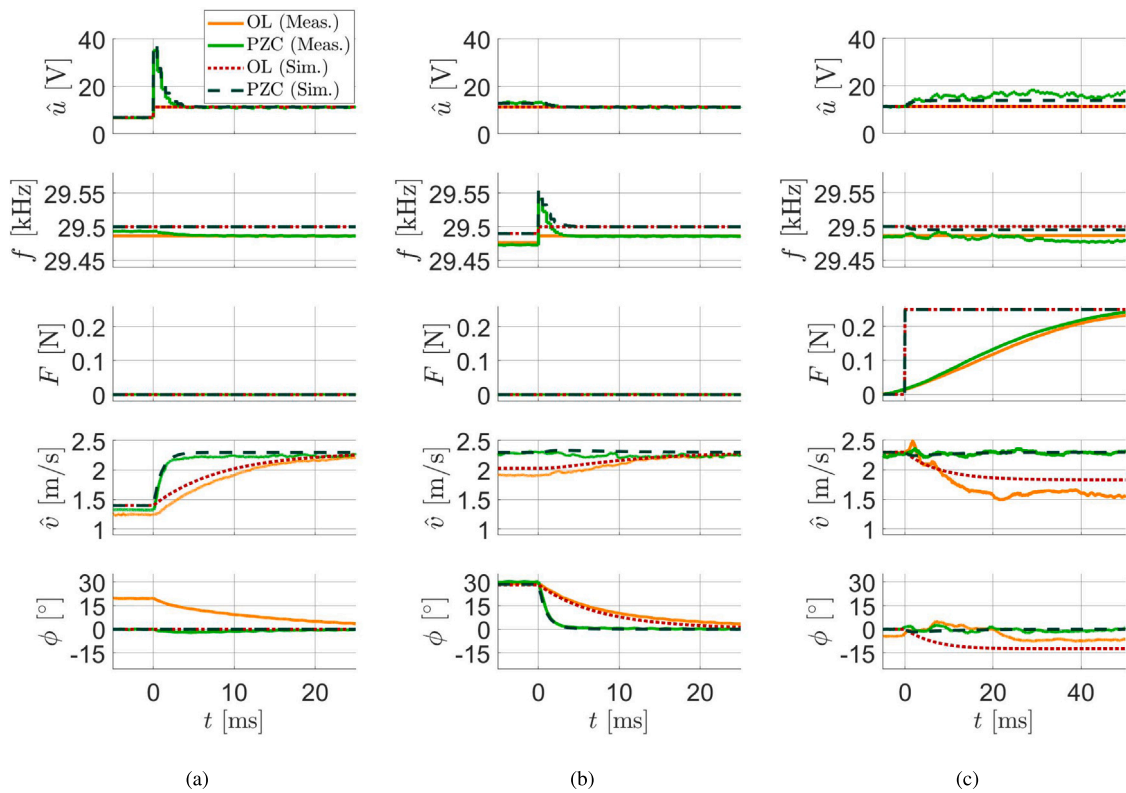 OL (Meas.)
PZC (Meas.)
OL (Sim.)
PZC (Sim.)
û [V]
40
20
0
û [V]
40
20
0
û [V]
40
20
0
f [kHz]
29.55
29.5
29.45
f [kHz]
29.55
29.5
29.45
f [kHz]
29.55
29.5
29.45
F [N]
0.2
0.1
0
F [N]
0.2
0.1
0
F [N]
0.2
0.1
0
v̂ [m/s]
2.5
2
1.5
1
v̂ [m/s]
2.5
2
1.5
1
v̂ [m/s]
2.5
2
1.5
1
ϕ [°]
30
15
0
-15
0 10 20
t [ms]
ϕ [°]
30
15
0
-15
0 10 20
t [ms]
ϕ [°]
30
15
0
-15
0 20 40
t [ms]
(a)
(b)
(c)